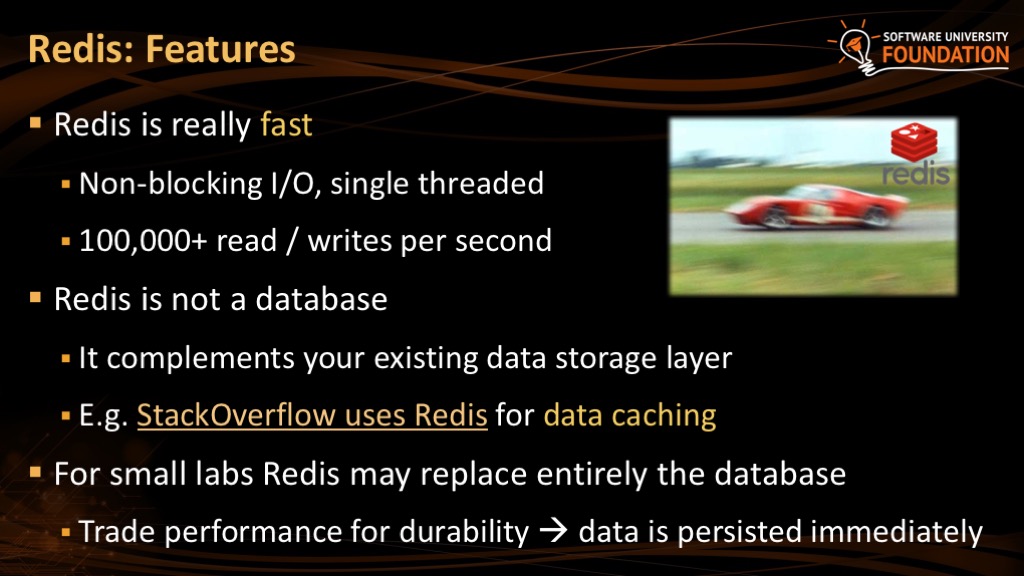 Redis: Features
SOFTWARE UNIVERSITY
FOUNDATION
▪ Redis is really fast
▪ Non-blocking I/O, single threaded
▪ 100,000+ read / writes per second
redis
▪ Redis is not a database
▪ It complements your existing data storage layer
▪ E.g. StackOverflow uses Redis for data caching
▪ For small labs Redis may replace entirely the database
▪ Trade performance for durability → data is persisted immediately